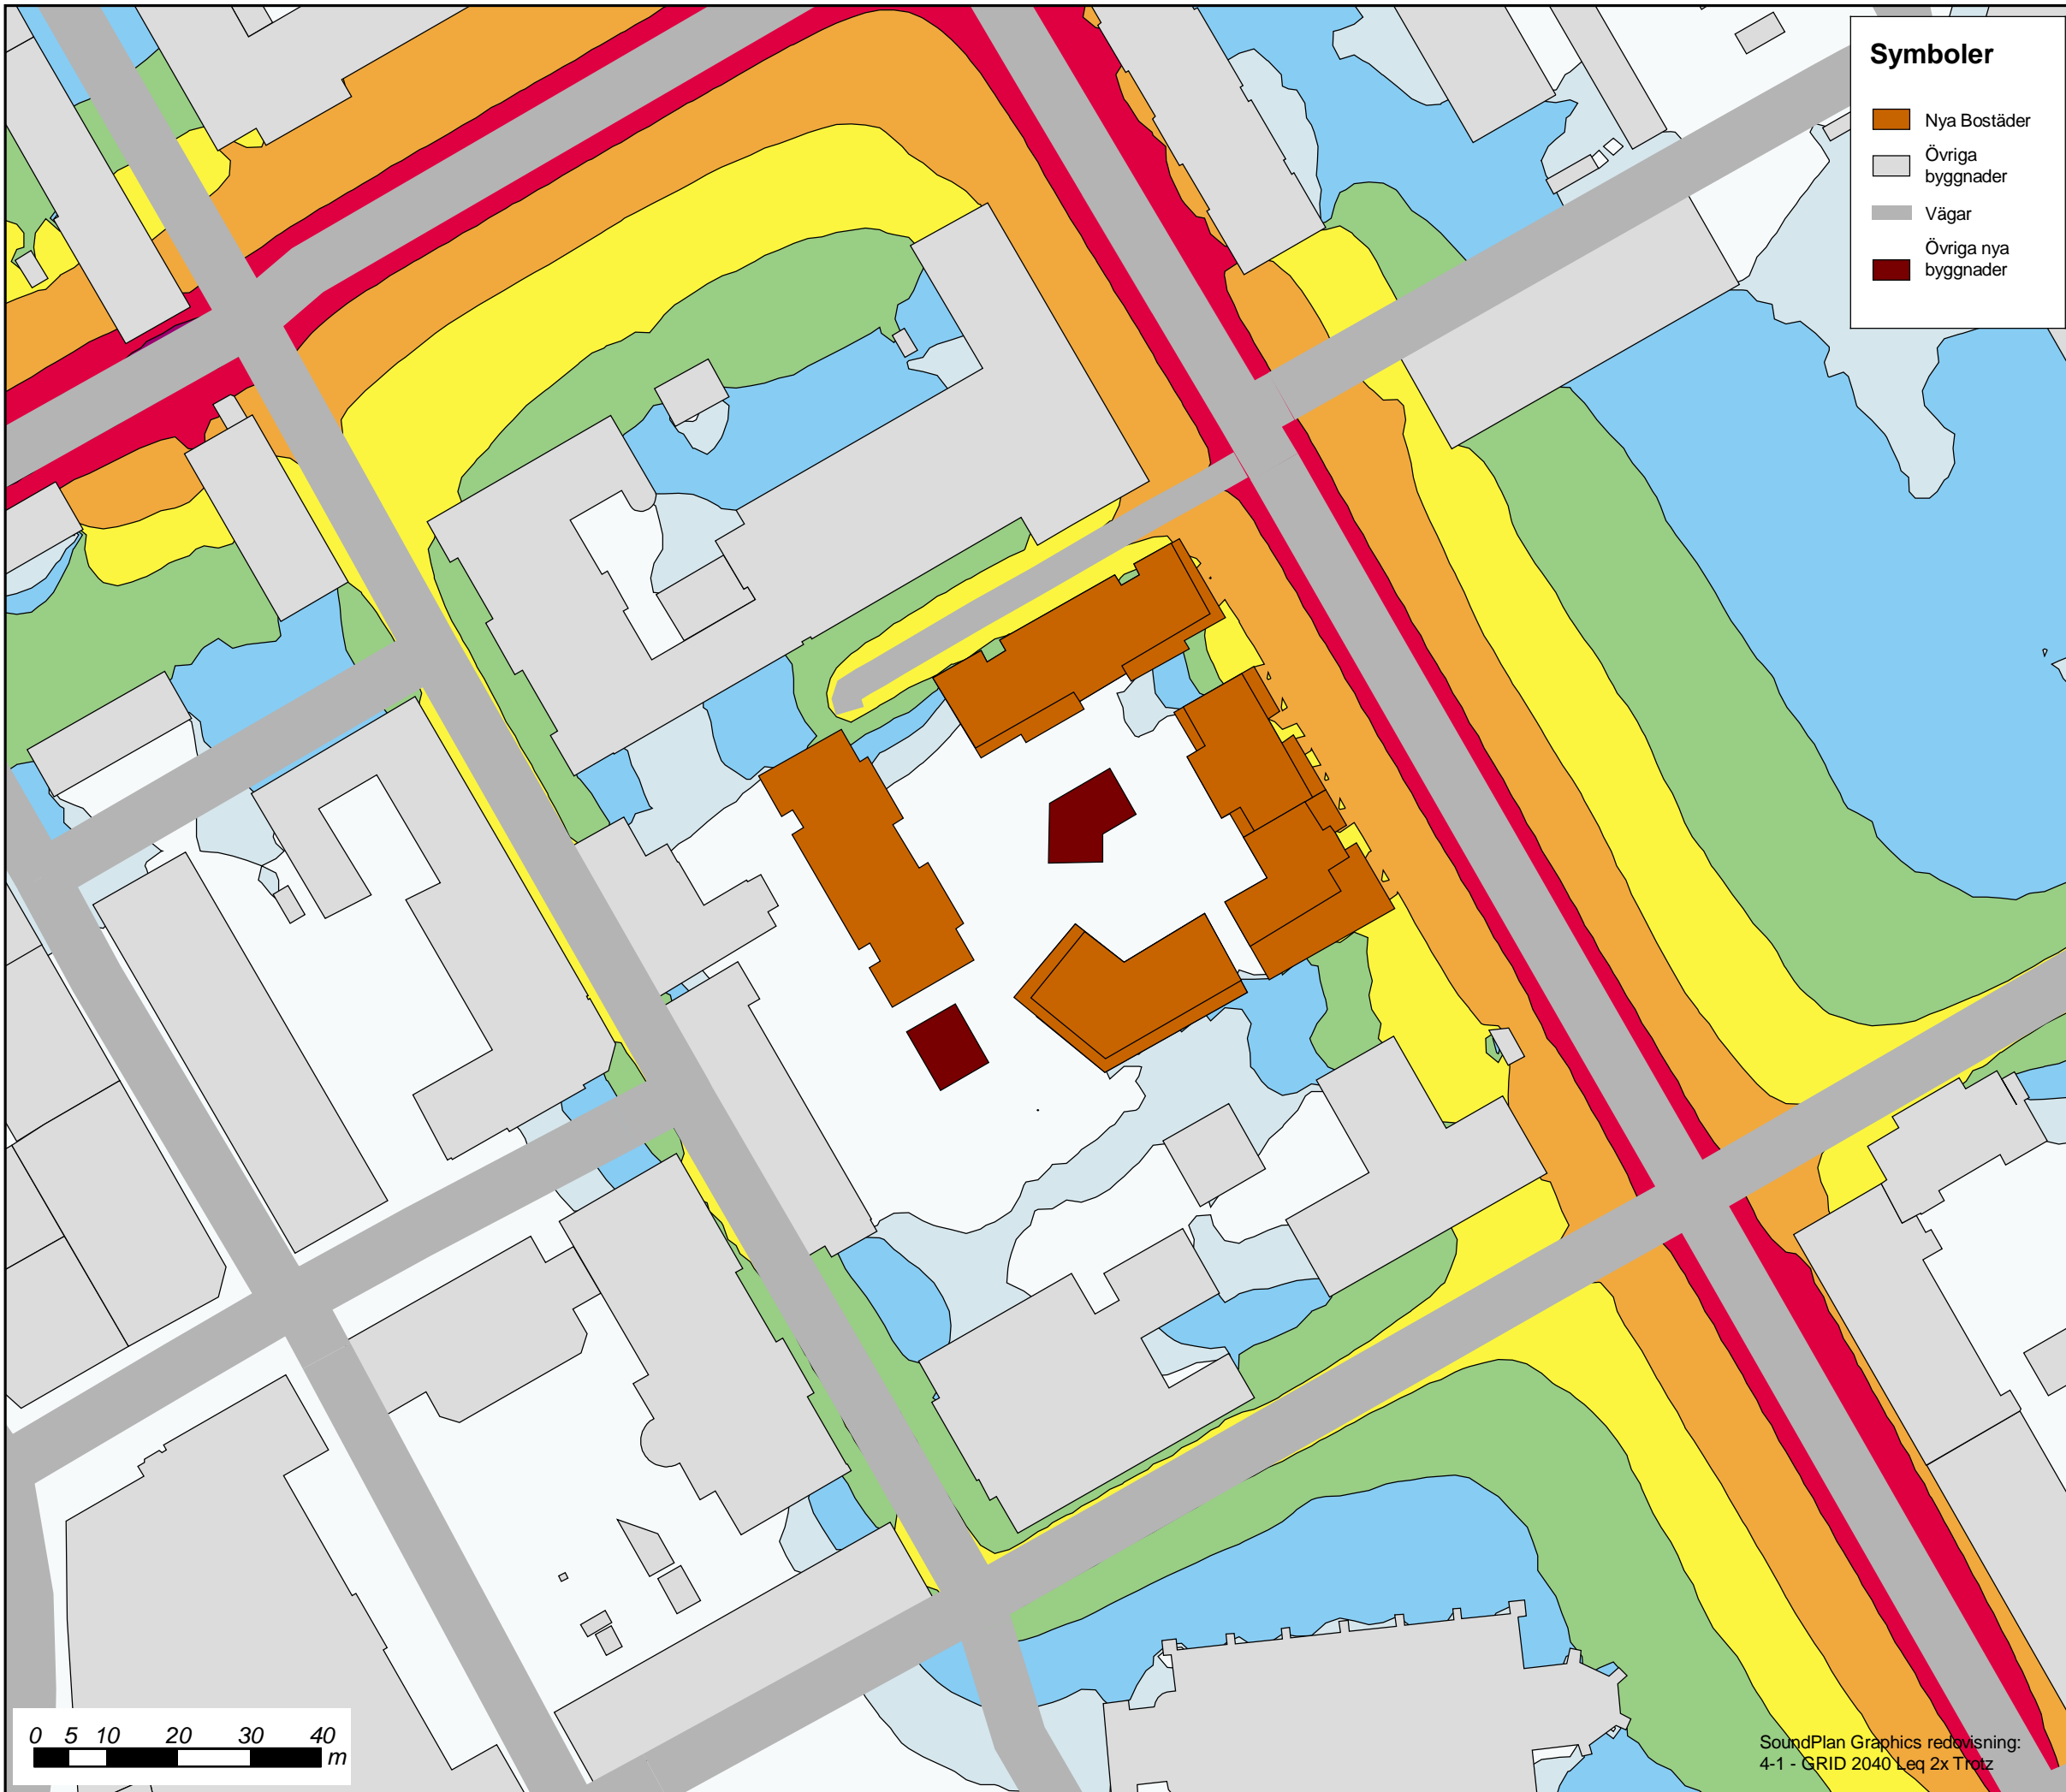 Symboler
Nya Bostäder
Övriga
byggnader
Vägar
Övriga nya
byggnader
0 5 10 20 30 40
m
SoundPlan Graphics redovisning:
4-1 - GRID 2040 Leq 2x Trotz